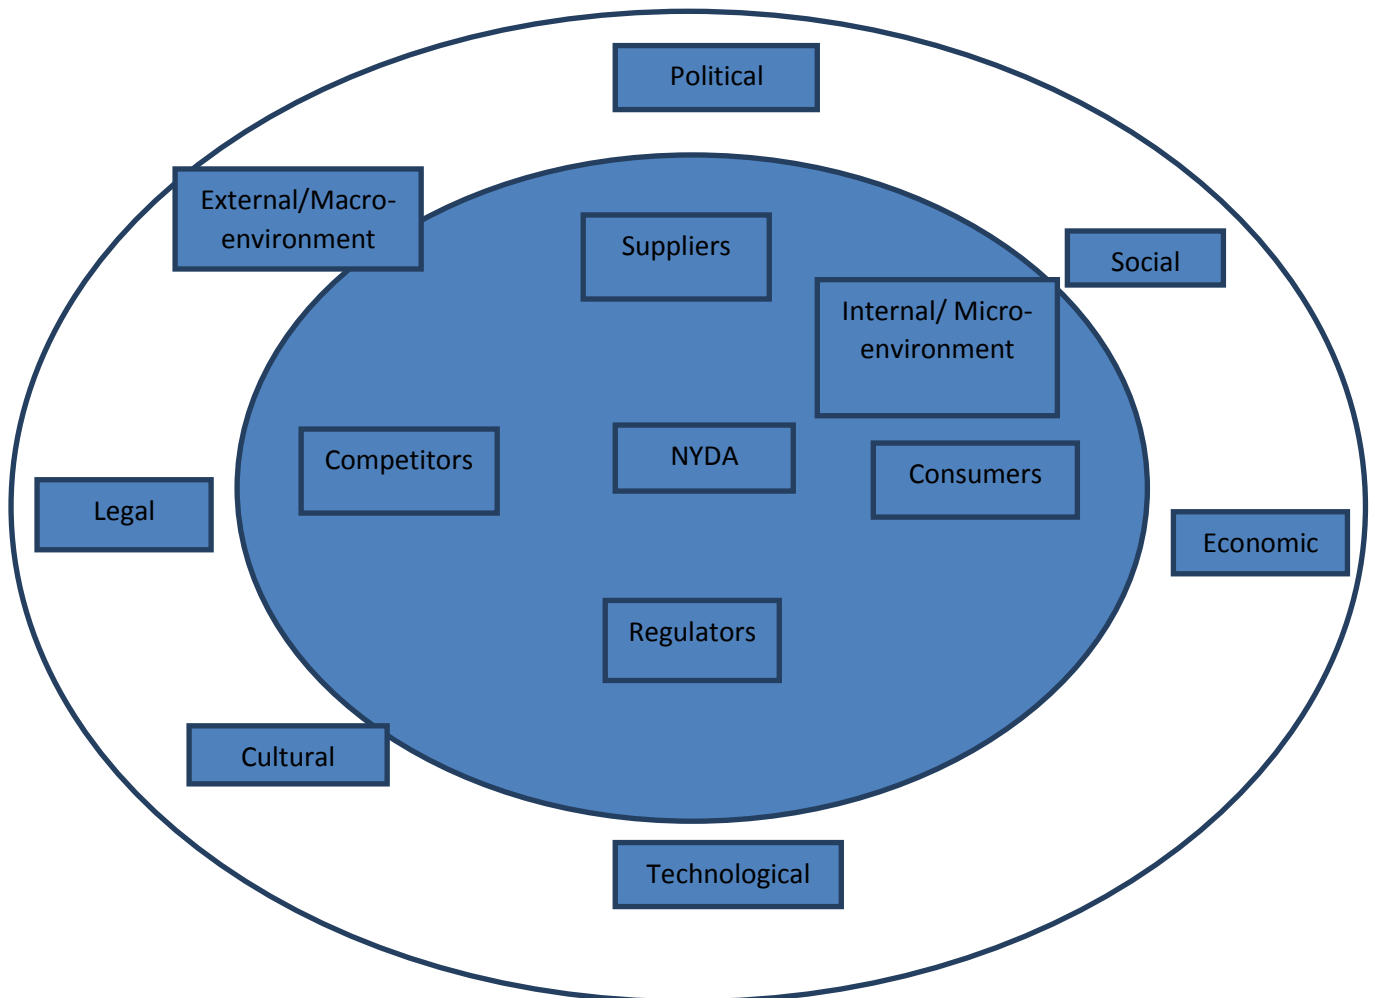 Political
External/Macro-
environment
Suppliers
Social
Internal/ Micro-
environment
Competitors
NYDA
Consumers
Legal
Economic
Regulators
Cultural
Technological